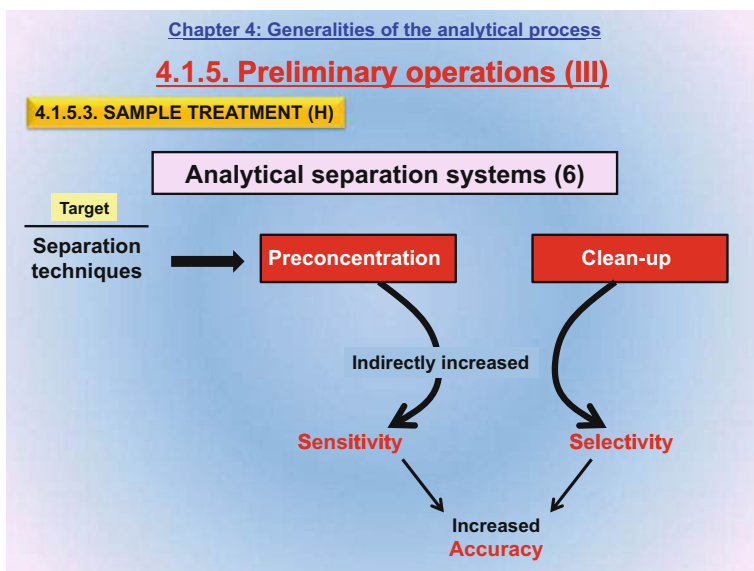 Chapter 4: Generalities of the analytical process
4.1.5. Preliminary operations (III)
4.1.5.3. SAMPLE TREATMENT (H)
Analytical separation systems (6)
Target
Separation
techniques
Preconcentration
Clean-up
Indirectly increased
Sensitivity
Selectivity
Increased
Accuracy